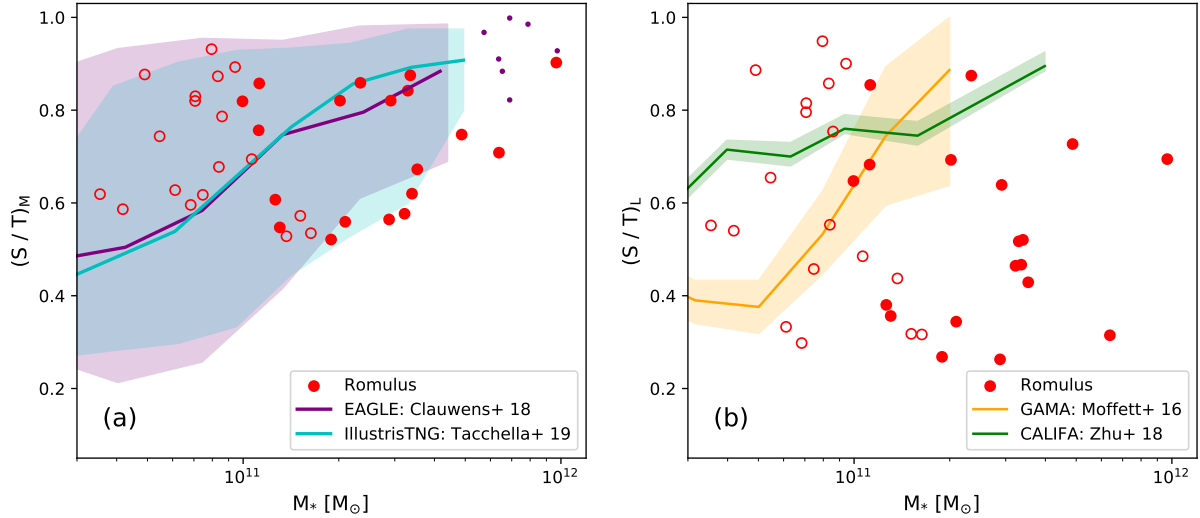 1.0
0.8
0.6
0.4
0.2
(S / T)M
(a)
Romulus
EAGLE: Clauwens+ 18
IllustrisTNG: Tacchella+ 19
10¹¹
10¹²
M* [M⊙]
1.0
0.8
0.6
0.4
0.2
(S / T)L
(b)
Romulus
GAMA: Moffett+ 16
CALIFA: Zhu+ 18
10¹¹
10¹²
M* [M⊙]